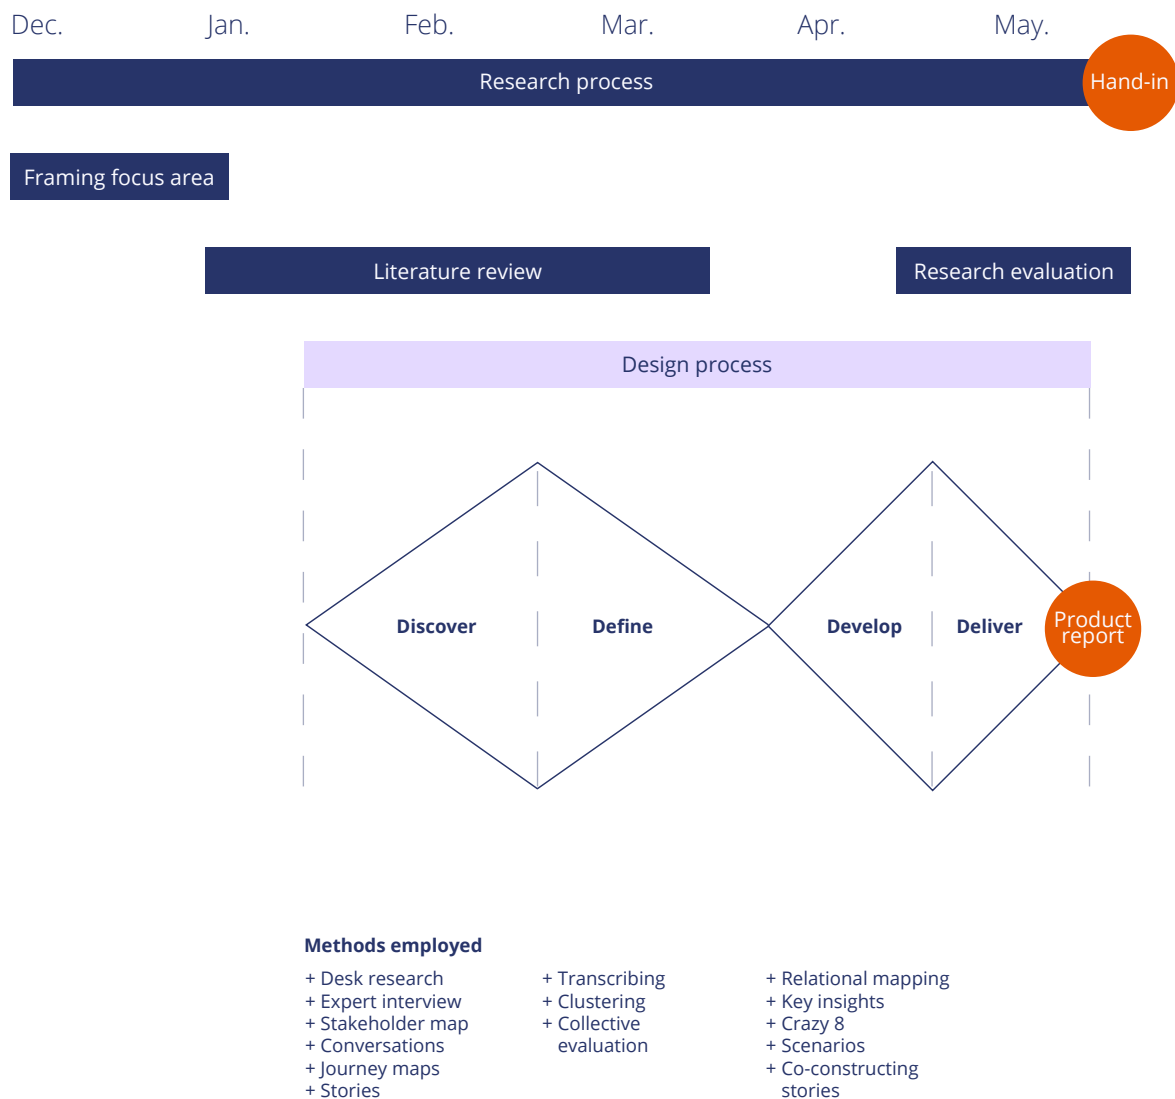 Dec. Jan. Feb. Mar. Apr. May.
Research process
Hand-in
Framing focus area
Literature review
Research evaluation
Design process
Discover
Define
Develop
Deliver
Product
report
Methods employed
+ Desk research
+ Expert interview
+ Stakeholder map
+ Conversations
+ Journey maps
+ Stories
+ Transcribing
+ Clustering
+ Collective
evaluation
+ Relational mapping
+ Key insights
+ Crazy 8
+ Scenarios
+ Co-constructing
stories